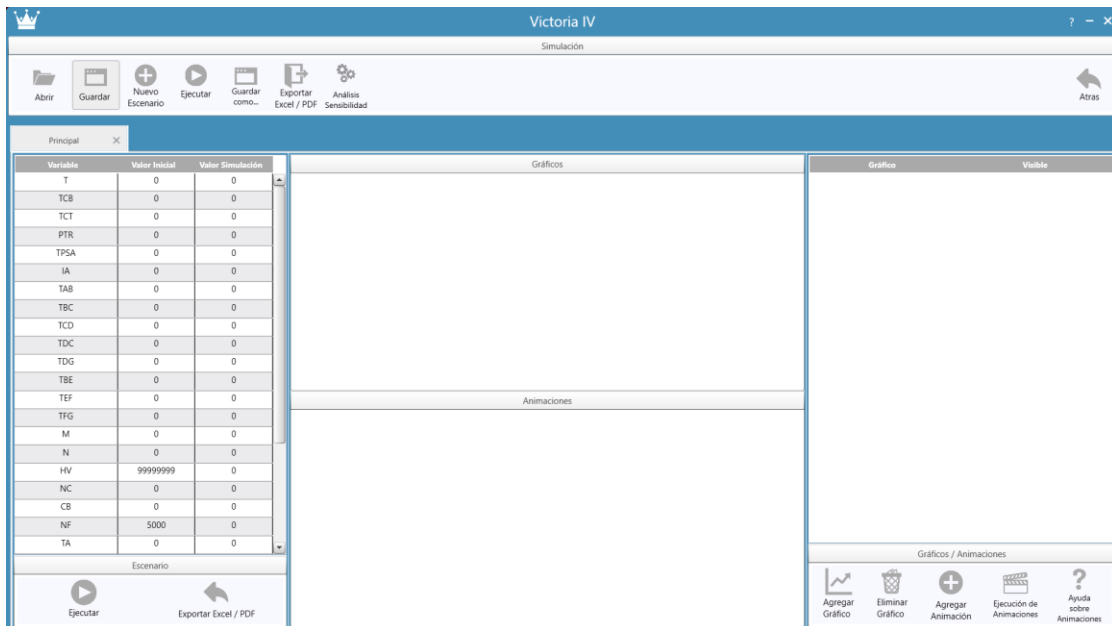 Victoria IV
? − ✕
Simulación
Abrir
Guardar
Nuevo
Escenario
Ejecutar
Guardar
como...
Exportar
Excel / PDF
Análisis
Sensibilidad
Atras
Principal ✕
Variable Valor Inicial Valor Simulación
T 0 0
TCB 0 0
TCT 0 0
PTR 0 0
TPSA 0 0
IA 0 0
TAB 0 0
TBC 0 0
TCD 0 0
TDC 0 0
TDG 0 0
TBE 0 0
TEF 0 0
TFG 0 0
M 0 0
N 0 0
HV 99999999 0
NC 0 0
CB 0 0
NF 5000 0
TA 0 0
Escenario
Ejecutar
Exportar Excel / PDF
Gráficos
Animaciones
Gráfico Visible
Gráficos / Animaciones
Agregar
Gráfico
Eliminar
Gráfico
Agregar
Animación
Ejecución de
Animaciones
?
Ayuda
sobre
Animaciones